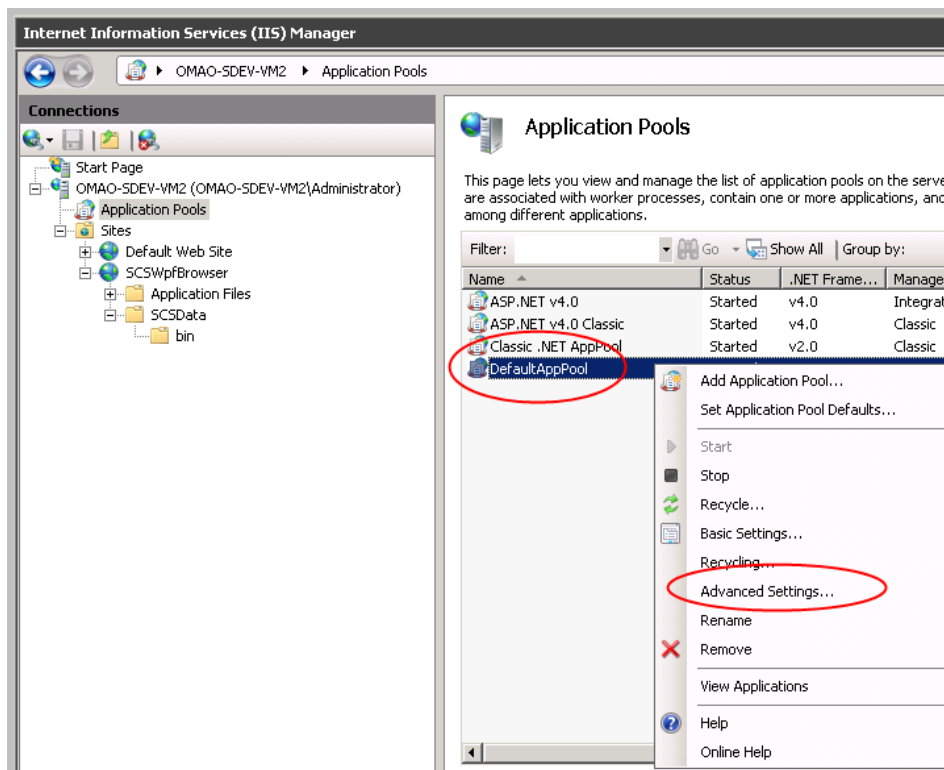 Internet Information Services (IIS) Manager
OMAO-SDEV-VM2 Application Pools
Connections
Start Page
OMAO-SDEV-VM2 (OMAO-SDEV-VM2\Administrator)
Application Pools
Sites
Default Web Site
SCSWpfBrowser
Application Files
SCSData
bin
Application Pools
This page lets you view and manage the list of application pools on the serve
are associated with worker processes, contain one or more applications, and
among different applications.
Filter: Go Show All Group by:
Name Status .NET Frame... Manage
ASP.NET v4.0 Started v4.0 Integrat
ASP.NET v4.0 Classic Started v4.0 Classic
Classic .NET AppPool Started v2.0 Classic
DefaultAppPool
Add Application Pool...
Set Application Pool Defaults...
Start
Stop
Recycle...
Basic Settings...
Recycling...
Advanced Settings...
Rename
Remove
View Applications
Help
Online Help